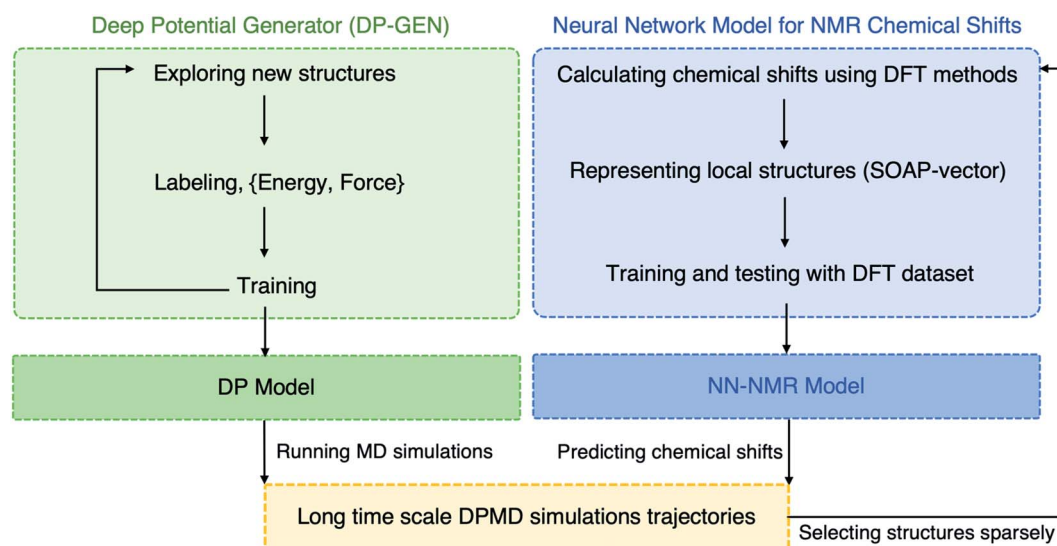 Deep Potential Generator (DP-GEN)
Exploring new structures
Labeling, {Energy, Force}
Training
DP Model
Running MD simulations
Neural Network Model for NMR Chemical Shifts
Calculating chemical shifts using DFT methods
Representing local structures (SOAP-vector)
Training and testing with DFT dataset
NN-NMR Model
Predicting chemical shifts
Long time scale DPMD simulations trajectories
Selecting structures sparsely